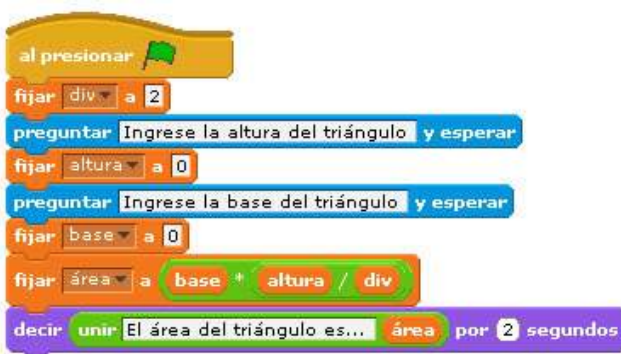 al presionar
fijar div a 2
preguntar Ingrese la altura del triángulo y esperar
fijar altura a 0
preguntar Ingrese la base del triángulo y esperar
fijar base a 0
fijar área a base * altura / div
decir unir El área del triángulo es... área por 2 segundos